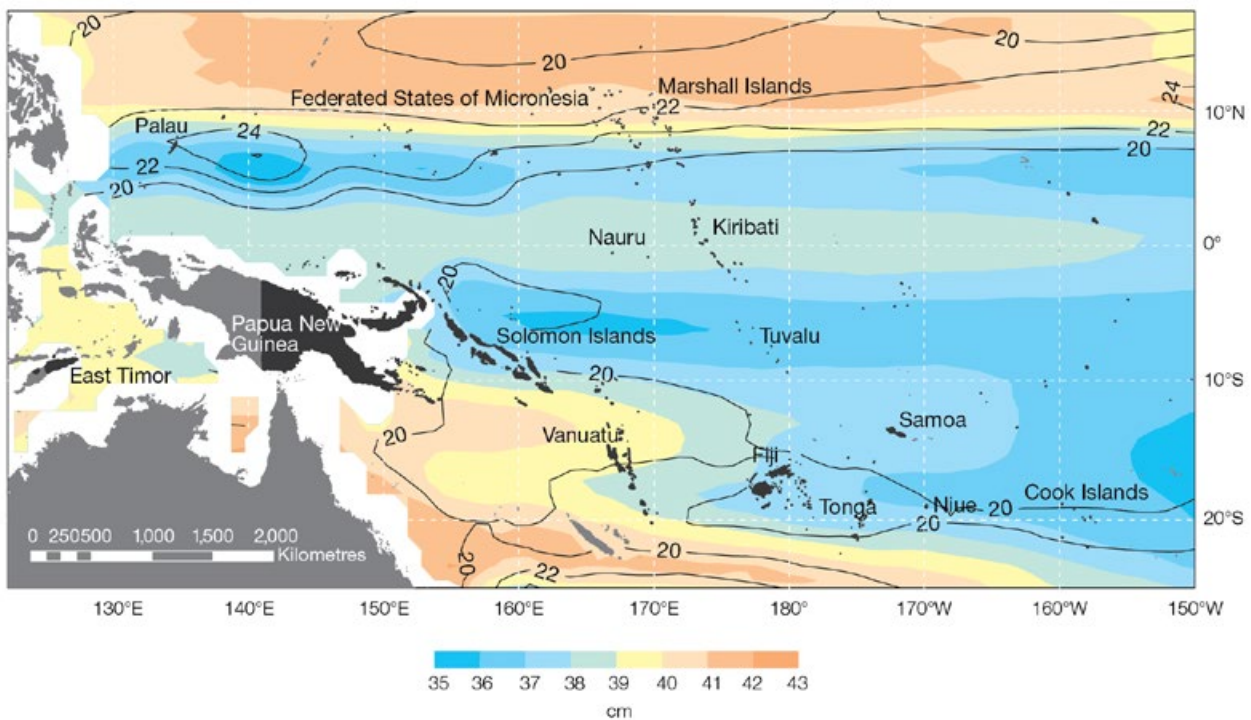 20
20
20
Marshall Islands
Federated States of Micronesia
22
24
10°N
Palau
24
22
20
22
20
Nauru
Kiribati
0°
20
Papua New
Guinea
Solomon Islands
Tuvalu
East Timor
20
10°S
20
Vanuatu
Samoa
Fiji
Tonga
Niue
20
Cook Islands
20
20°S
0 250 500 1,000 1,500 2,000
Kilometres
20
20
22
130°E 140°E 150°E 160°E 170°E 180° 170°W 160°W 150°W
35 36 37 38 39 40 41 42 43
cm